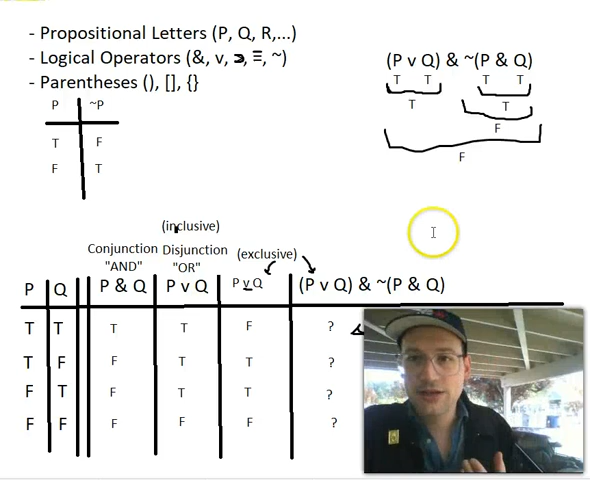 - Propositional Letters (P, Q, R,...)
- Logical Operators (&, v, ⊃, ≡, ~)
- Parentheses (), [], {}
P ~P
T F
F T
(P v Q) & ~(P & Q)
T T T T
T T
F
F
(inclusive)
Conjunction Disjunction (exclusive)
"AND" "OR"
P Q P & Q P v Q P v Q (P v Q) & ~(P & Q)
T T T T F ?
T F F T T ?
F T F T T ?
F F F F F ?